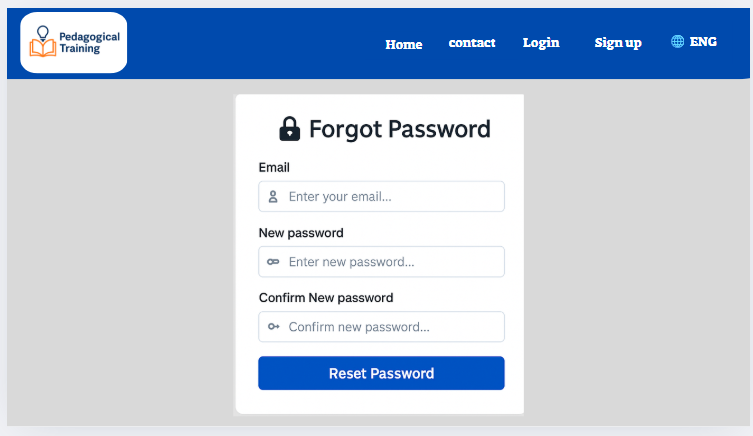 Pedagogical
Training
Home contact Login Sign up ENG
Forgot Password
Email
Enter your email...
New password
Enter new password...
Confirm New password
Confirm new password...
Reset Password